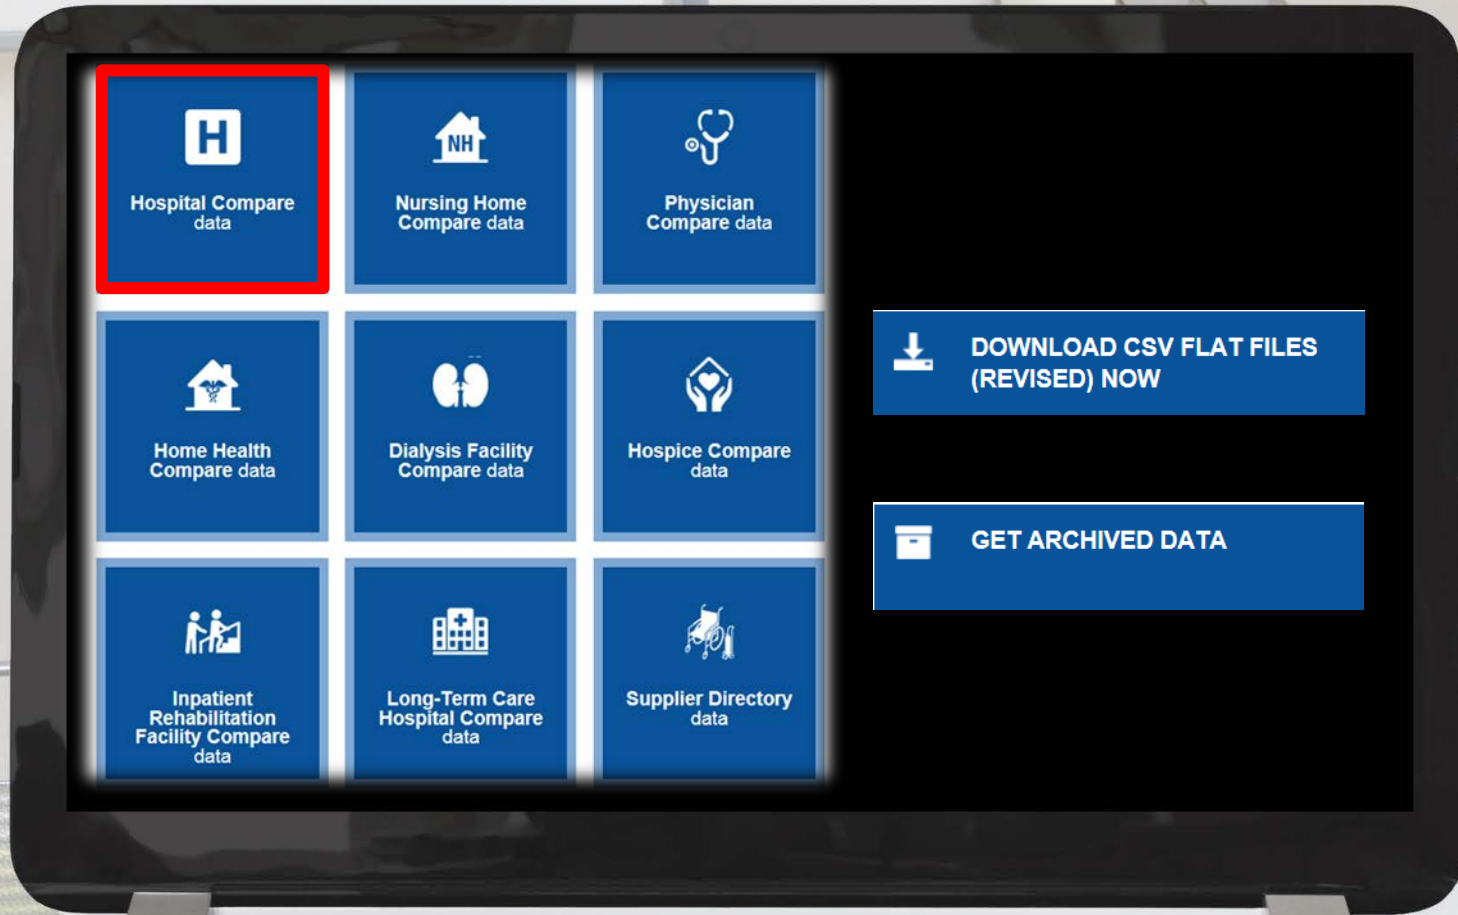 H
Hospital Compare
data
NH
Nursing Home
Compare data
Physician
Compare data
Home Health
Compare data
Dialysis Facility
Compare data
Hospice Compare
data
Inpatient
Rehabilitation
Facility Compare
data
Long-Term Care
Hospital Compare
data
Supplier Directory
data
DOWNLOAD CSV FLAT FILES
(REVISED) NOW
GET ARCHIVED DATA